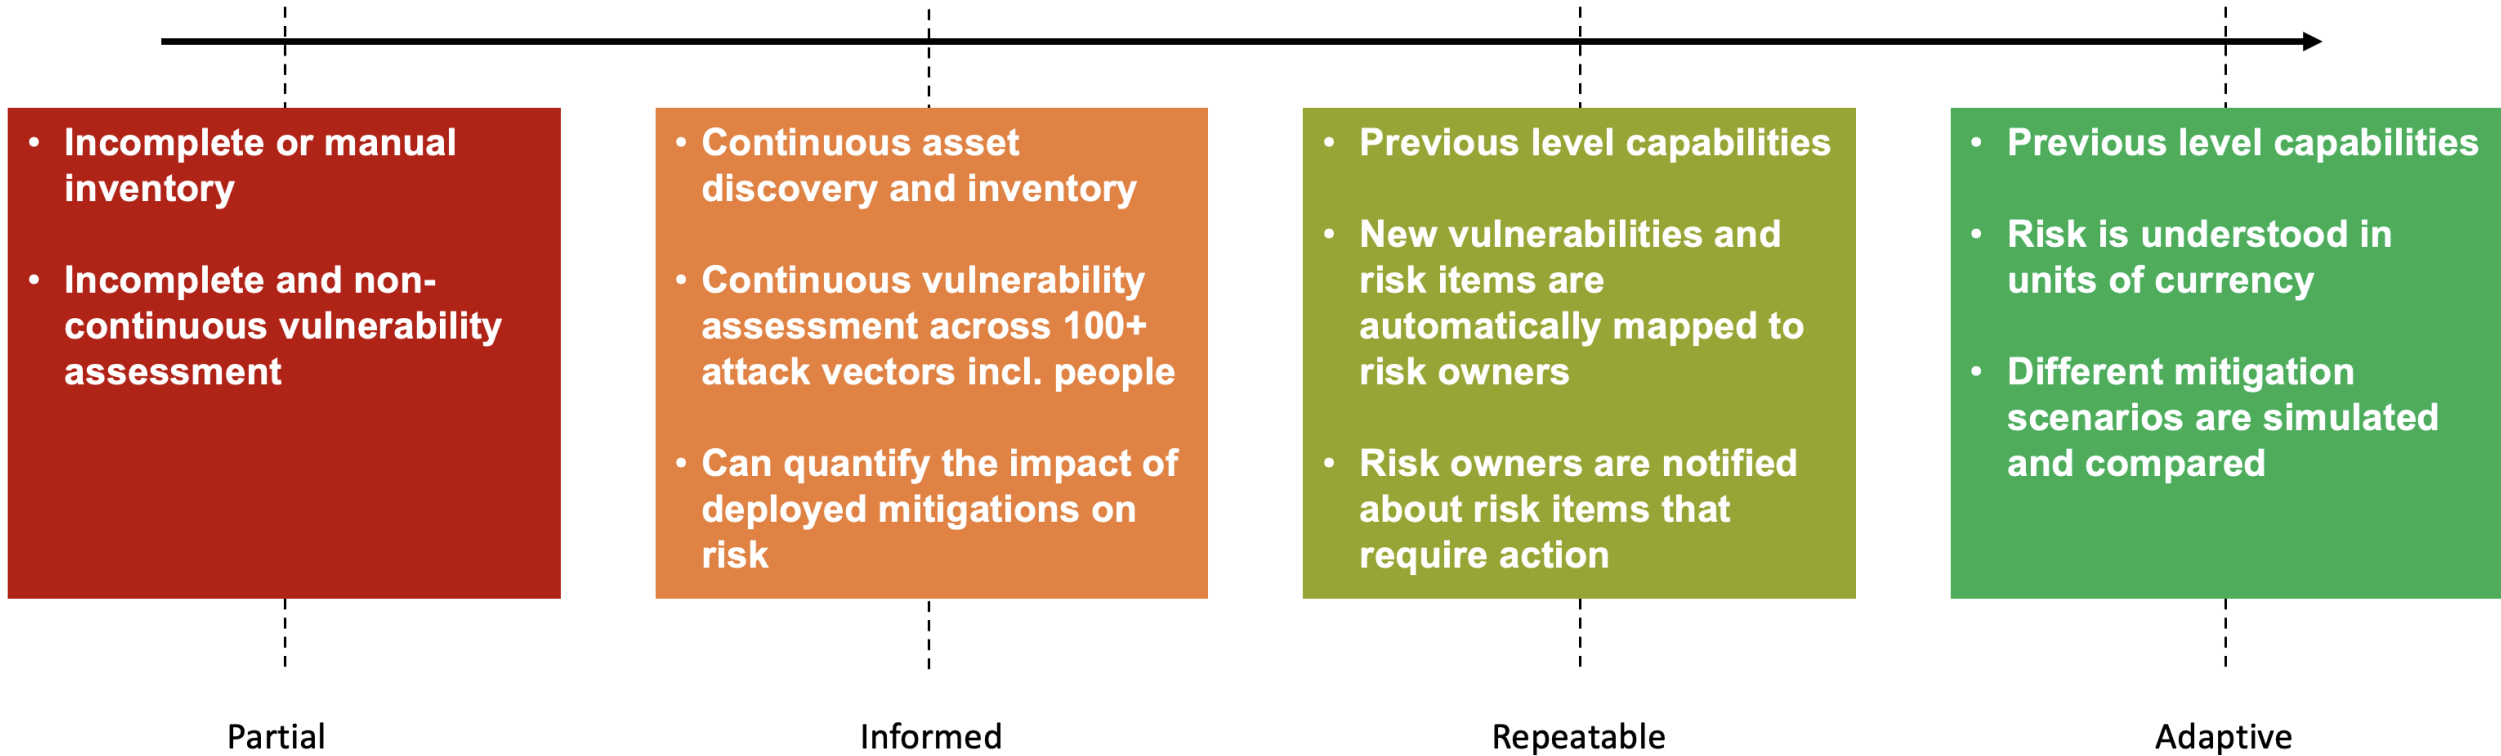 • Incomplete or manual
inventory
• Incomplete and non-
continuous vulnerability
assessment
• Continuous asset
discovery and inventory
• Continuous vulnerability
assessment across 100+
attack vectors incl. people
• Can quantify the impact of
deployed mitigations on
risk
• Previous level capabilities
• New vulnerabilities and
risk items are
automatically mapped to
risk owners
• Risk owners are notified
about risk items that
require action
• Previous level capabilities
• Risk is understood in
units of currency
• Different mitigation
scenarios are simulated
and compared
Partial
Informed
Repeatable
Adaptive